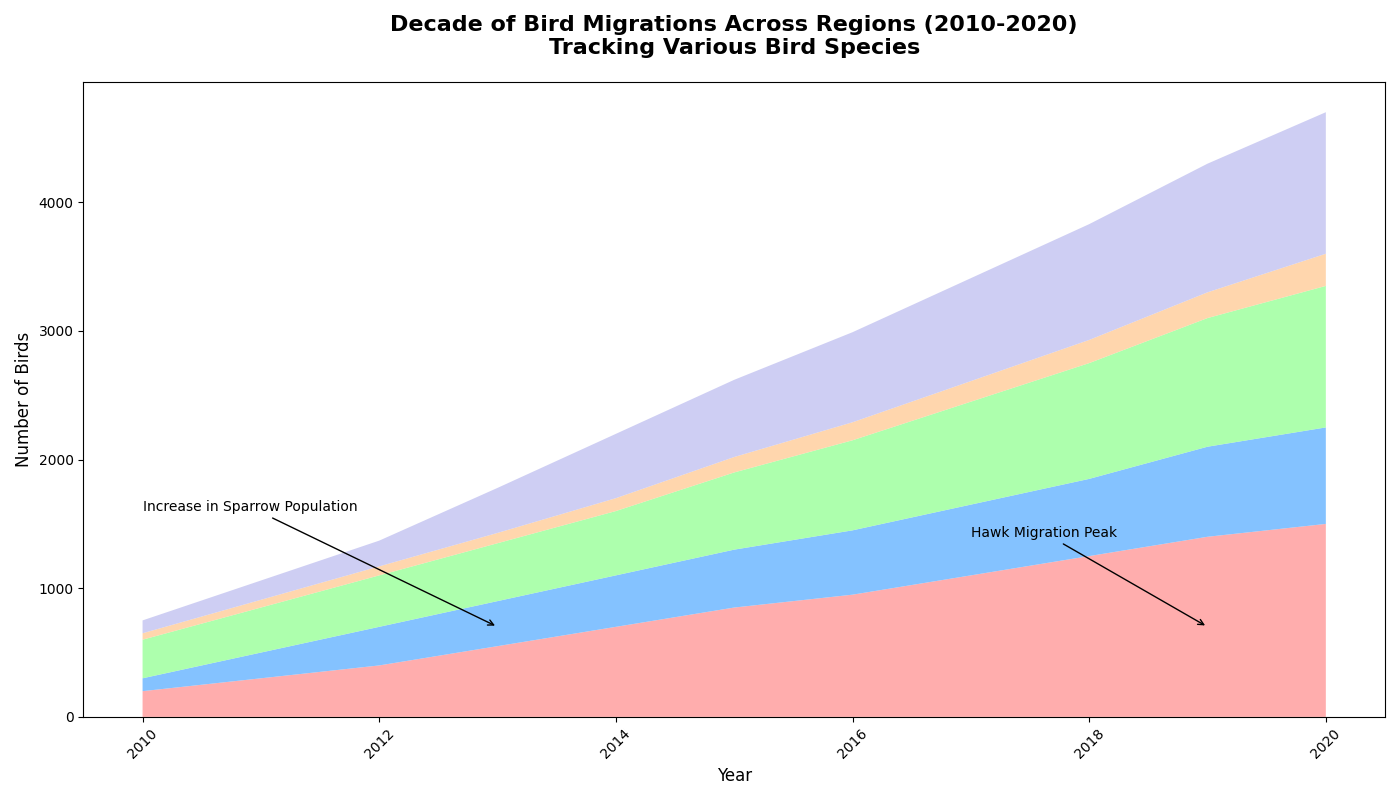 Decade of Bird Migrations Across Regions (2010-2020)
Tracking Various Bird Species
Number of Birds
4000
3000
2000
1000
0
Increase in Sparrow Population
Hawk Migration Peak
2010
2012
2014
2016
2018
2020
Year